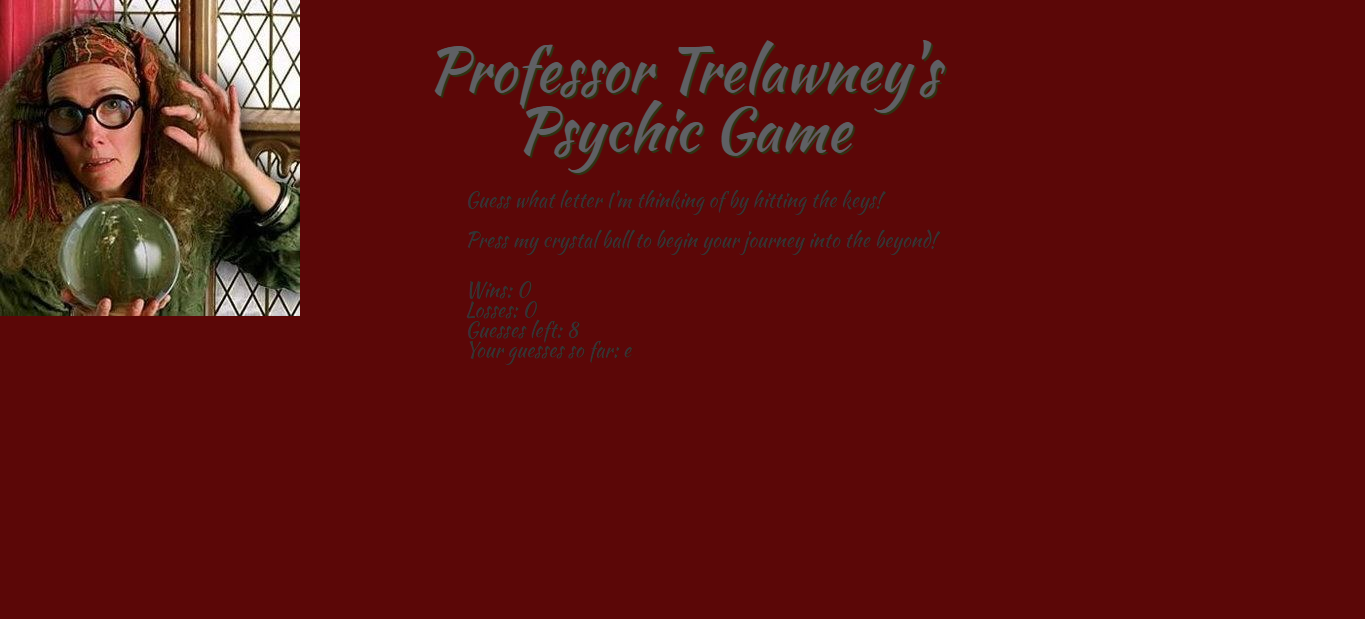 Professor Trelawney's
Psychic Game
Guess what letter I'm thinking of by hitting the keys!
Press my crystal ball to begin your journey into the beyond!
Wins: 0
Losses: 0
Guesses left: 8
Your guesses so far: e